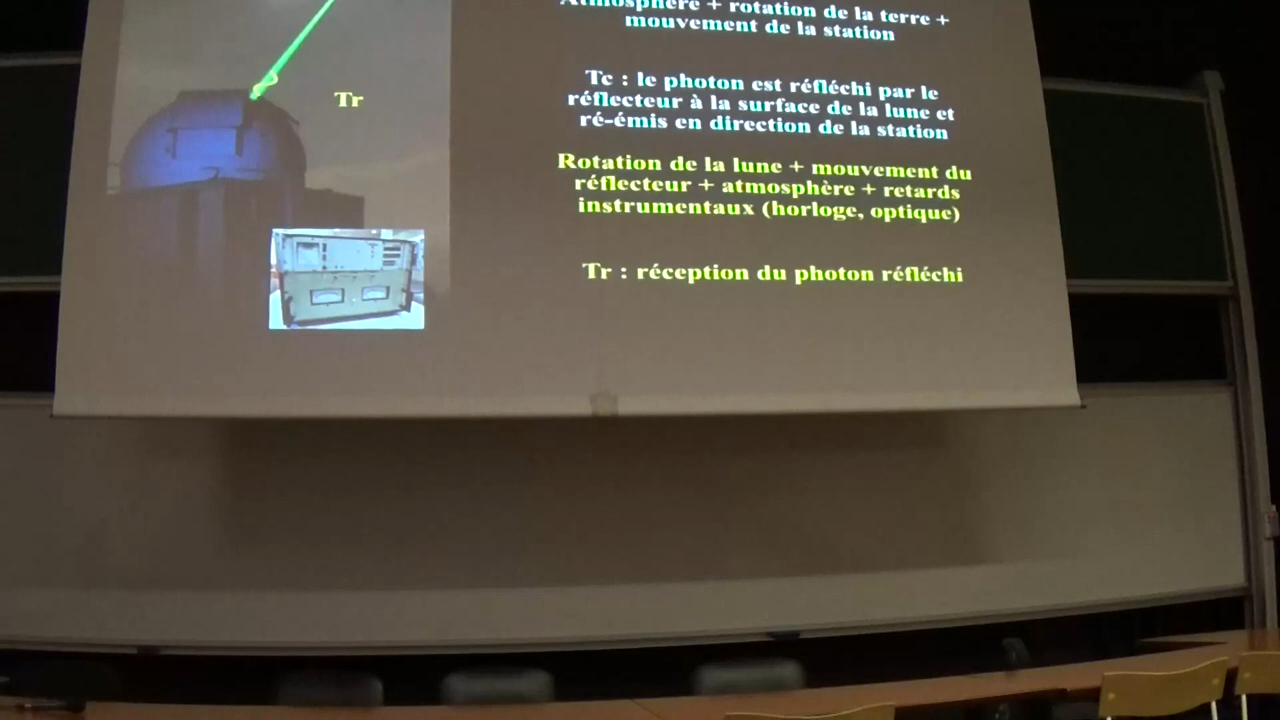 Tr
Atmosphère + rotation de la terre +
mouvement de la station
Tc : le photon est réfléchi par le
réflecteur à la surface de la lune et
ré-émis en direction de la station
Rotation de la lune + mouvement du
réflecteur + atmosphère + retards
instrumentaux (horloge, optique)
Tr : réception du photon réfléchi